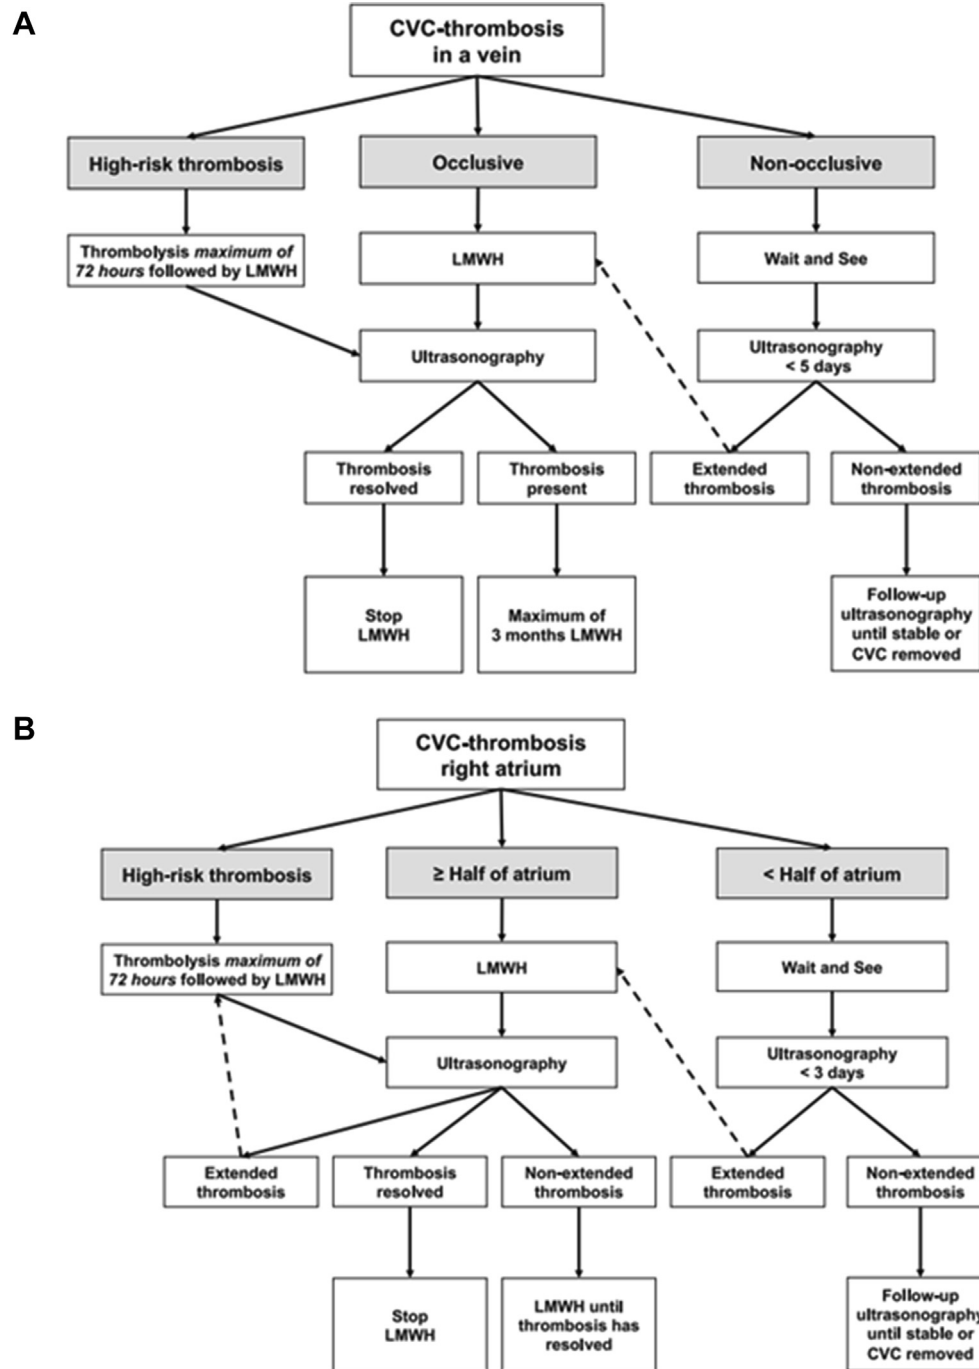 A
CVC-thrombosis
in a vein
High-risk thrombosis
Occlusive
Non-occlusive
Thrombolysis maximum of
72 hours followed by LMWH
LMWH
Wait and See
Ultrasonography
Ultrasonography
< 5 days
Thrombosis
resolved
Thrombosis
present
Extended
thrombosis
Non-extended
thrombosis
Stop
LMWH
Maximum of
3 months LMWH
Follow-up
ultrasonography
until stable or
CVC removed
B
CVC-thrombosis
right atrium
High-risk thrombosis
≥ Half of atrium
< Half of atrium
Thrombolysis maximum of
72 hours followed by LMWH
LMWH
Wait and See
Ultrasonography
Ultrasonography
< 3 days
Extended
thrombosis
Thrombosis
resolved
Non-extended
thrombosis
Extended
thrombosis
Non-extended
thrombosis
Stop
LMWH
LMWH until
thrombosis has
resolved
Follow-up
ultrasonography
until stable or
CVC removed